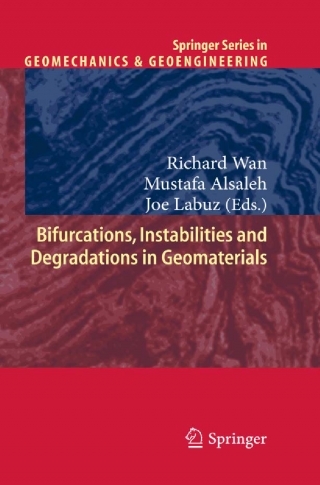 Springer Series in
GEOMECHANICS & GEOENGINEERING
Richard Wan
Mustafa Alsaleh
Joe Labuz (Eds.)
Bifurcations, Instabilities and
Degradations in Geomaterials
Springer